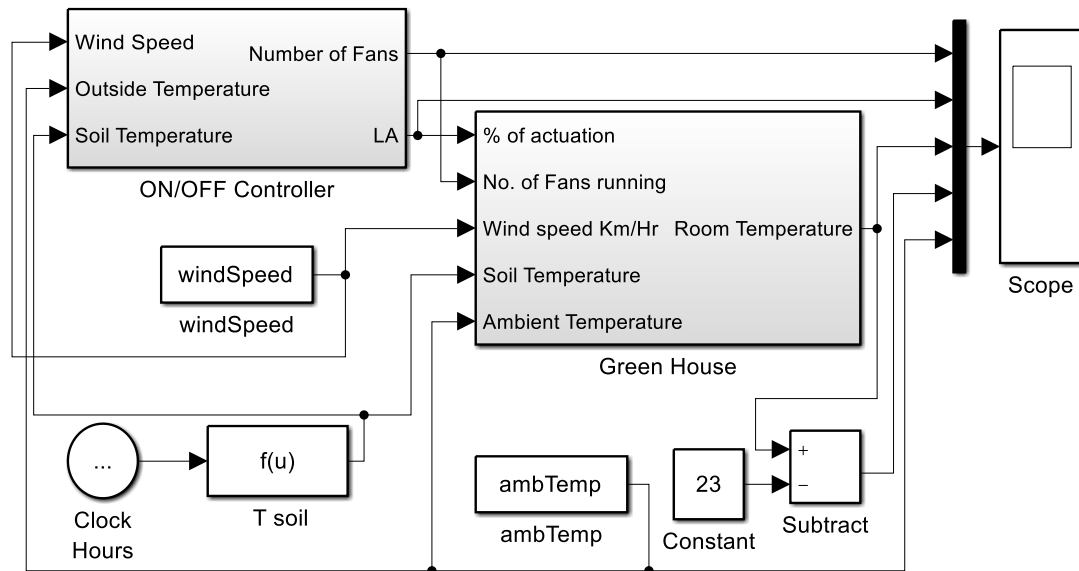 Wind Speed
Number of Fans
Outside Temperature
Soil Temperature
LA
ON/OFF Controller
% of actuation
No. of Fans running
Wind speed Km/Hr Room Temperature
Soil Temperature
Ambient Temperature
Green House
windSpeed
windSpeed
Scope
...
Clock
Hours
f(u)
T soil
ambTemp
ambTemp
23
Constant
+
−
Subtract